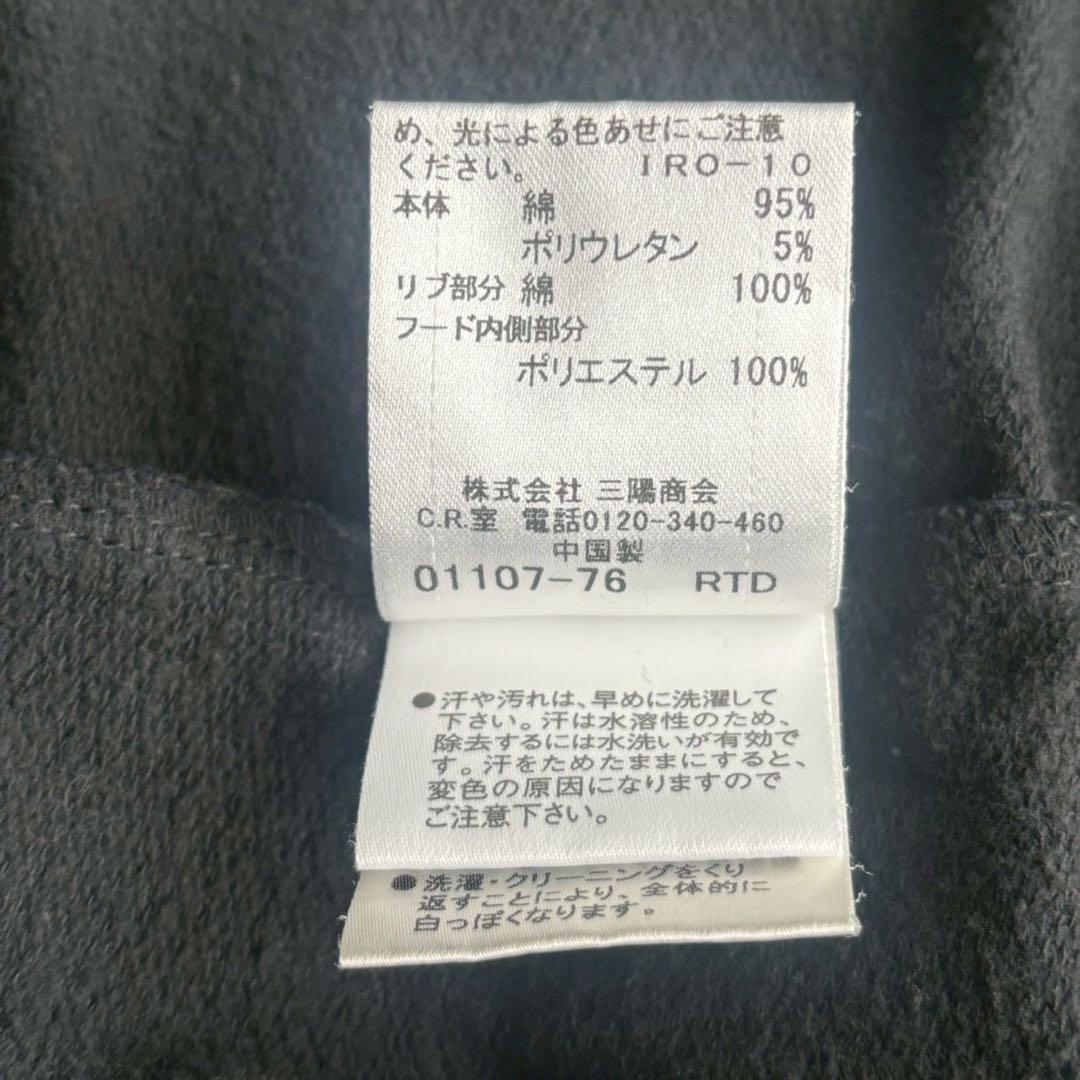 め、光による色あせにご注意
ください。 IRO-10
本体 綿 95%
ポリウレタン 5%
リブ部分 綿 100%
フード内側部分
ポリエステル 100%
株式会社 三陽商会
C.R.室 電話0120-340-460
中国製
01107-76 RTD
●汗や汚れは、早めに洗濯して
下さい。汗は水溶性のため、
除去するには水洗いが有効で
す。汗をためたままにすると、
変色の原因になりますので
ご注意下さい。
●洗濯・クリーニングをくり
返すことにより、全体的に
白っぽくなります。